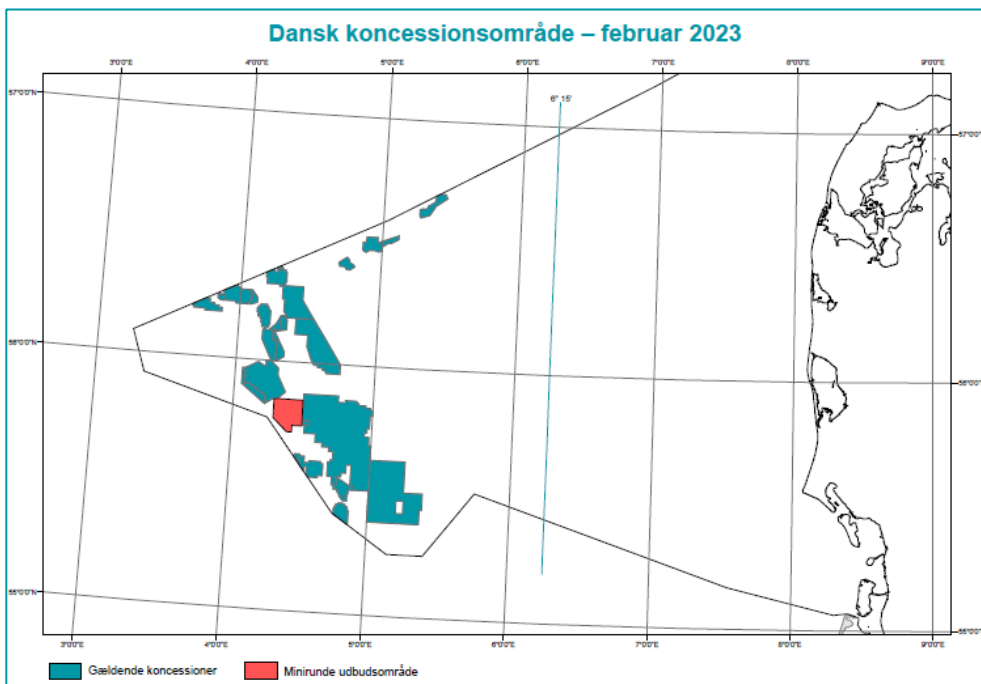 Dansk koncessionsområde – februar 2023
3°0'0"E 4°0'0"E 5°0'0"E 6°0'0"E 7°0'0"E 8°0'0"E 9°0'0"E
57°0'0"N
6° 15'
57°0'0"
56°0'0"N
56°0'0"
55°0'0"N
55°0'0"
3°0'0"E 4°0'0"E 5°0'0"E 6°0'0"E 7°0'0"E 8°0'0"E 9°0'0"E
Gældende koncessioner Minirunde udbudsområde